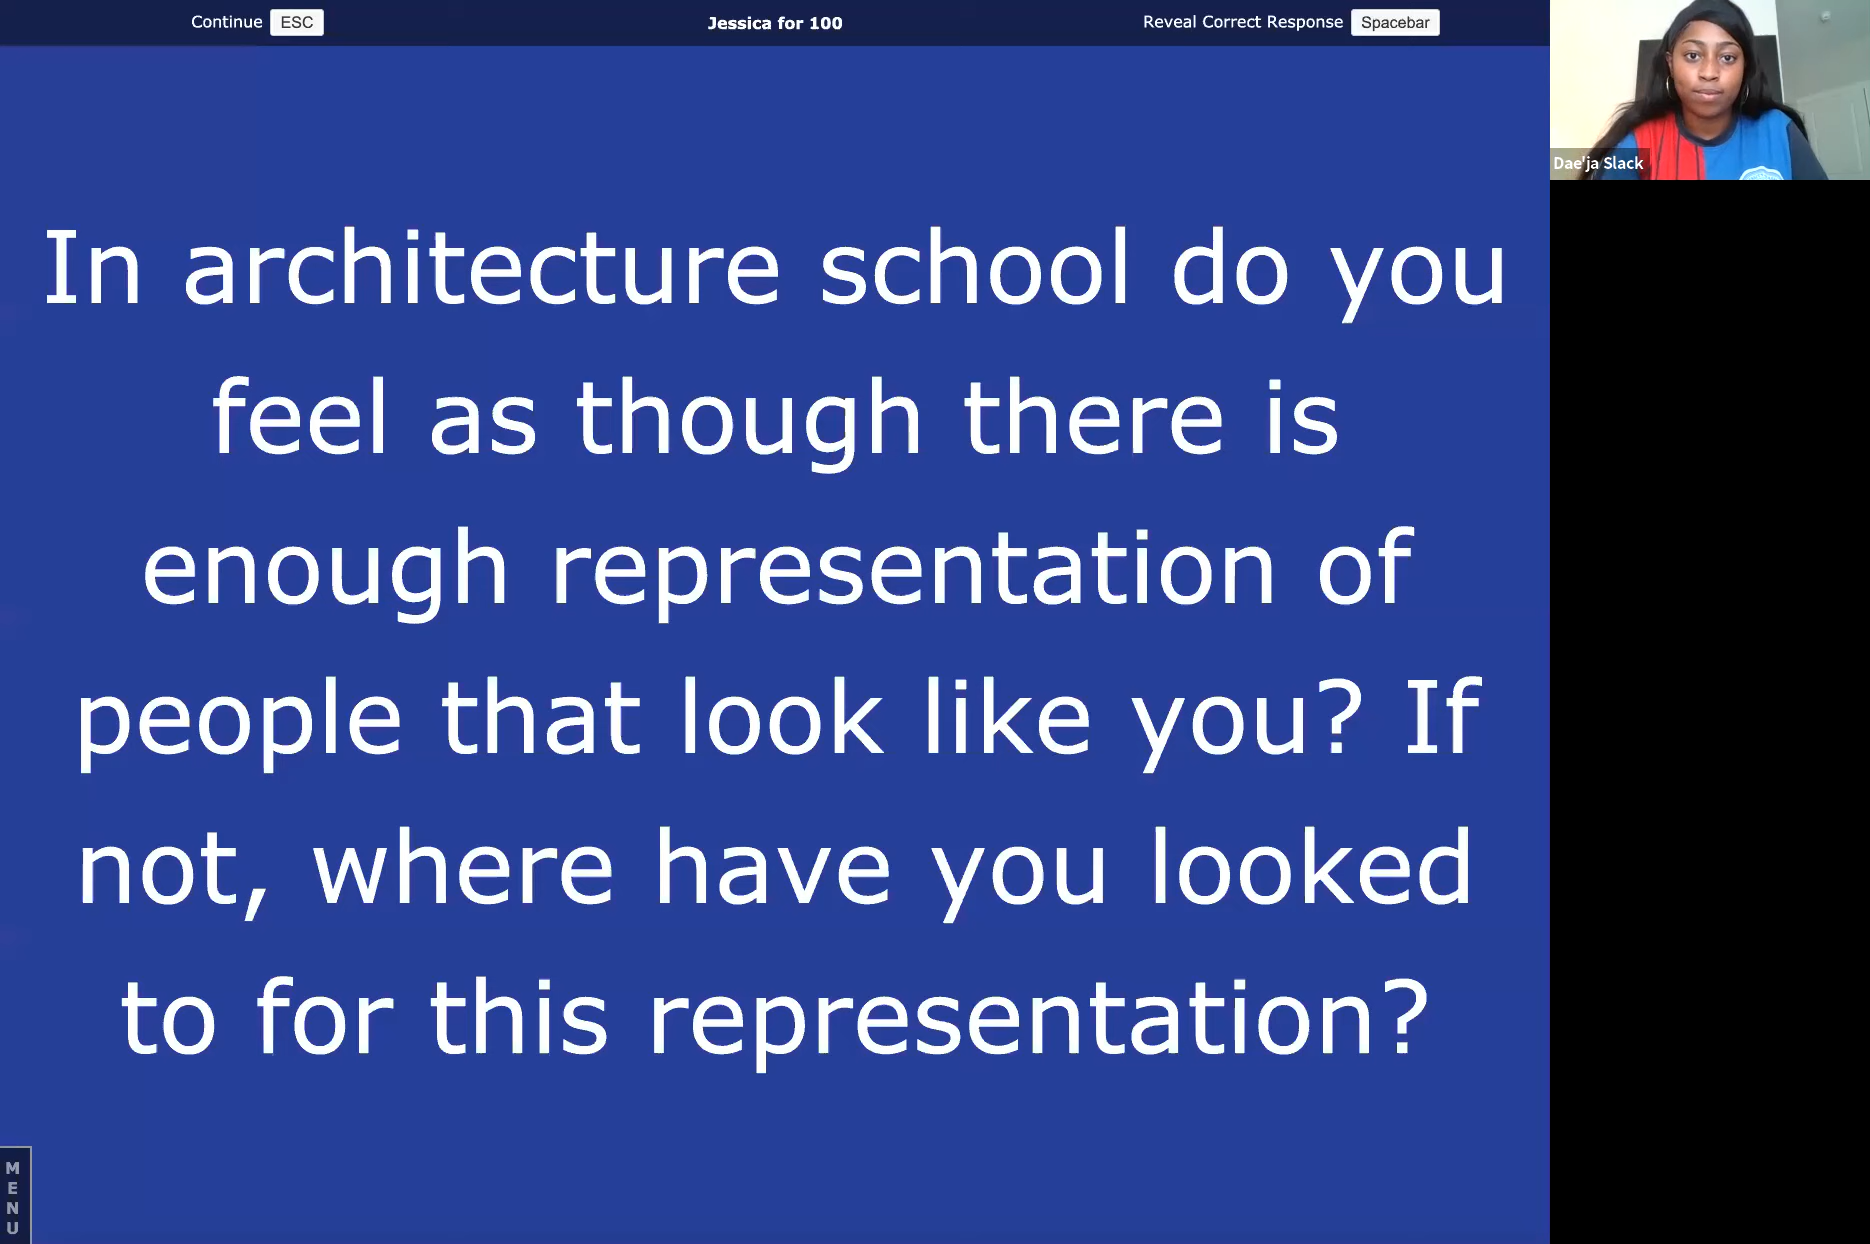 Continue ESC
Jessica for 100
Reveal Correct Response Spacebar
Dae'ja Slack
In architecture school do you
feel as though there is
enough representation of
people that look like you? If
not, where have you looked
to for this representation?
MENU